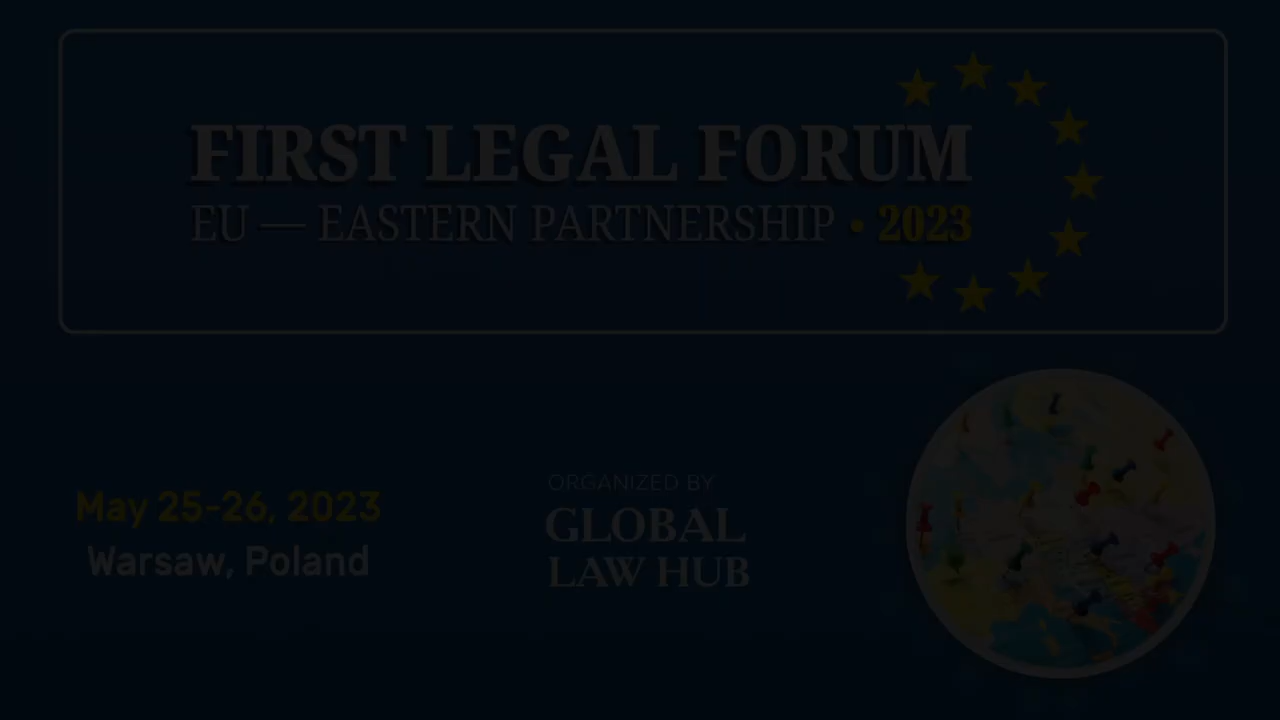 FIRST LEGAL FORUM
EU — EASTERN PARTNERSHIP • 2023
May 25-26, 2023
Warsaw, Poland
ORGANIZED BY
GLOBAL
LAW HUB